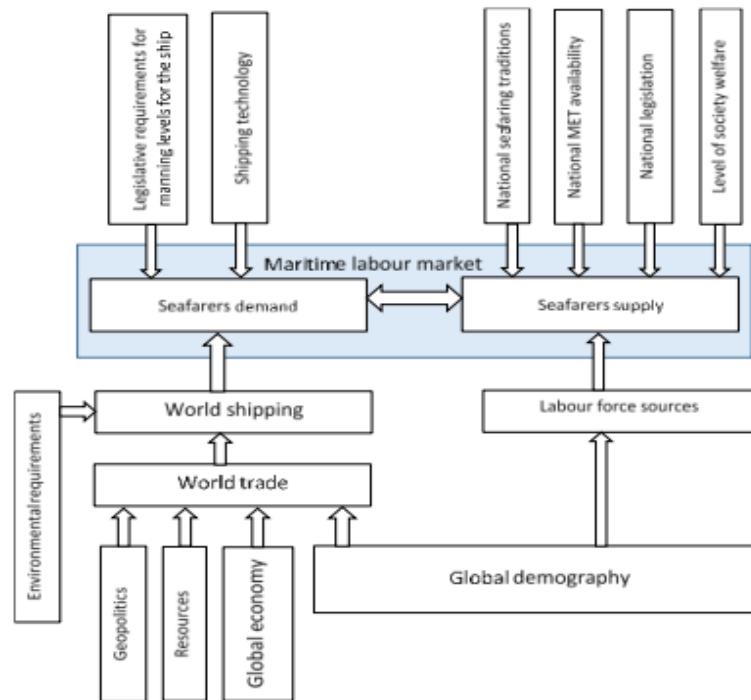 Legislative requirements for
manning levels for the ship
Shipping technology
National seafaring traditions
National MET availability
National legislation
Level of society welfare
Maritime labour market
Seafarers demand
Seafarers supply
Environmental requirements
World shipping
Labour force sources
World trade
Geopolitics
Resources
Global economy
Global demography